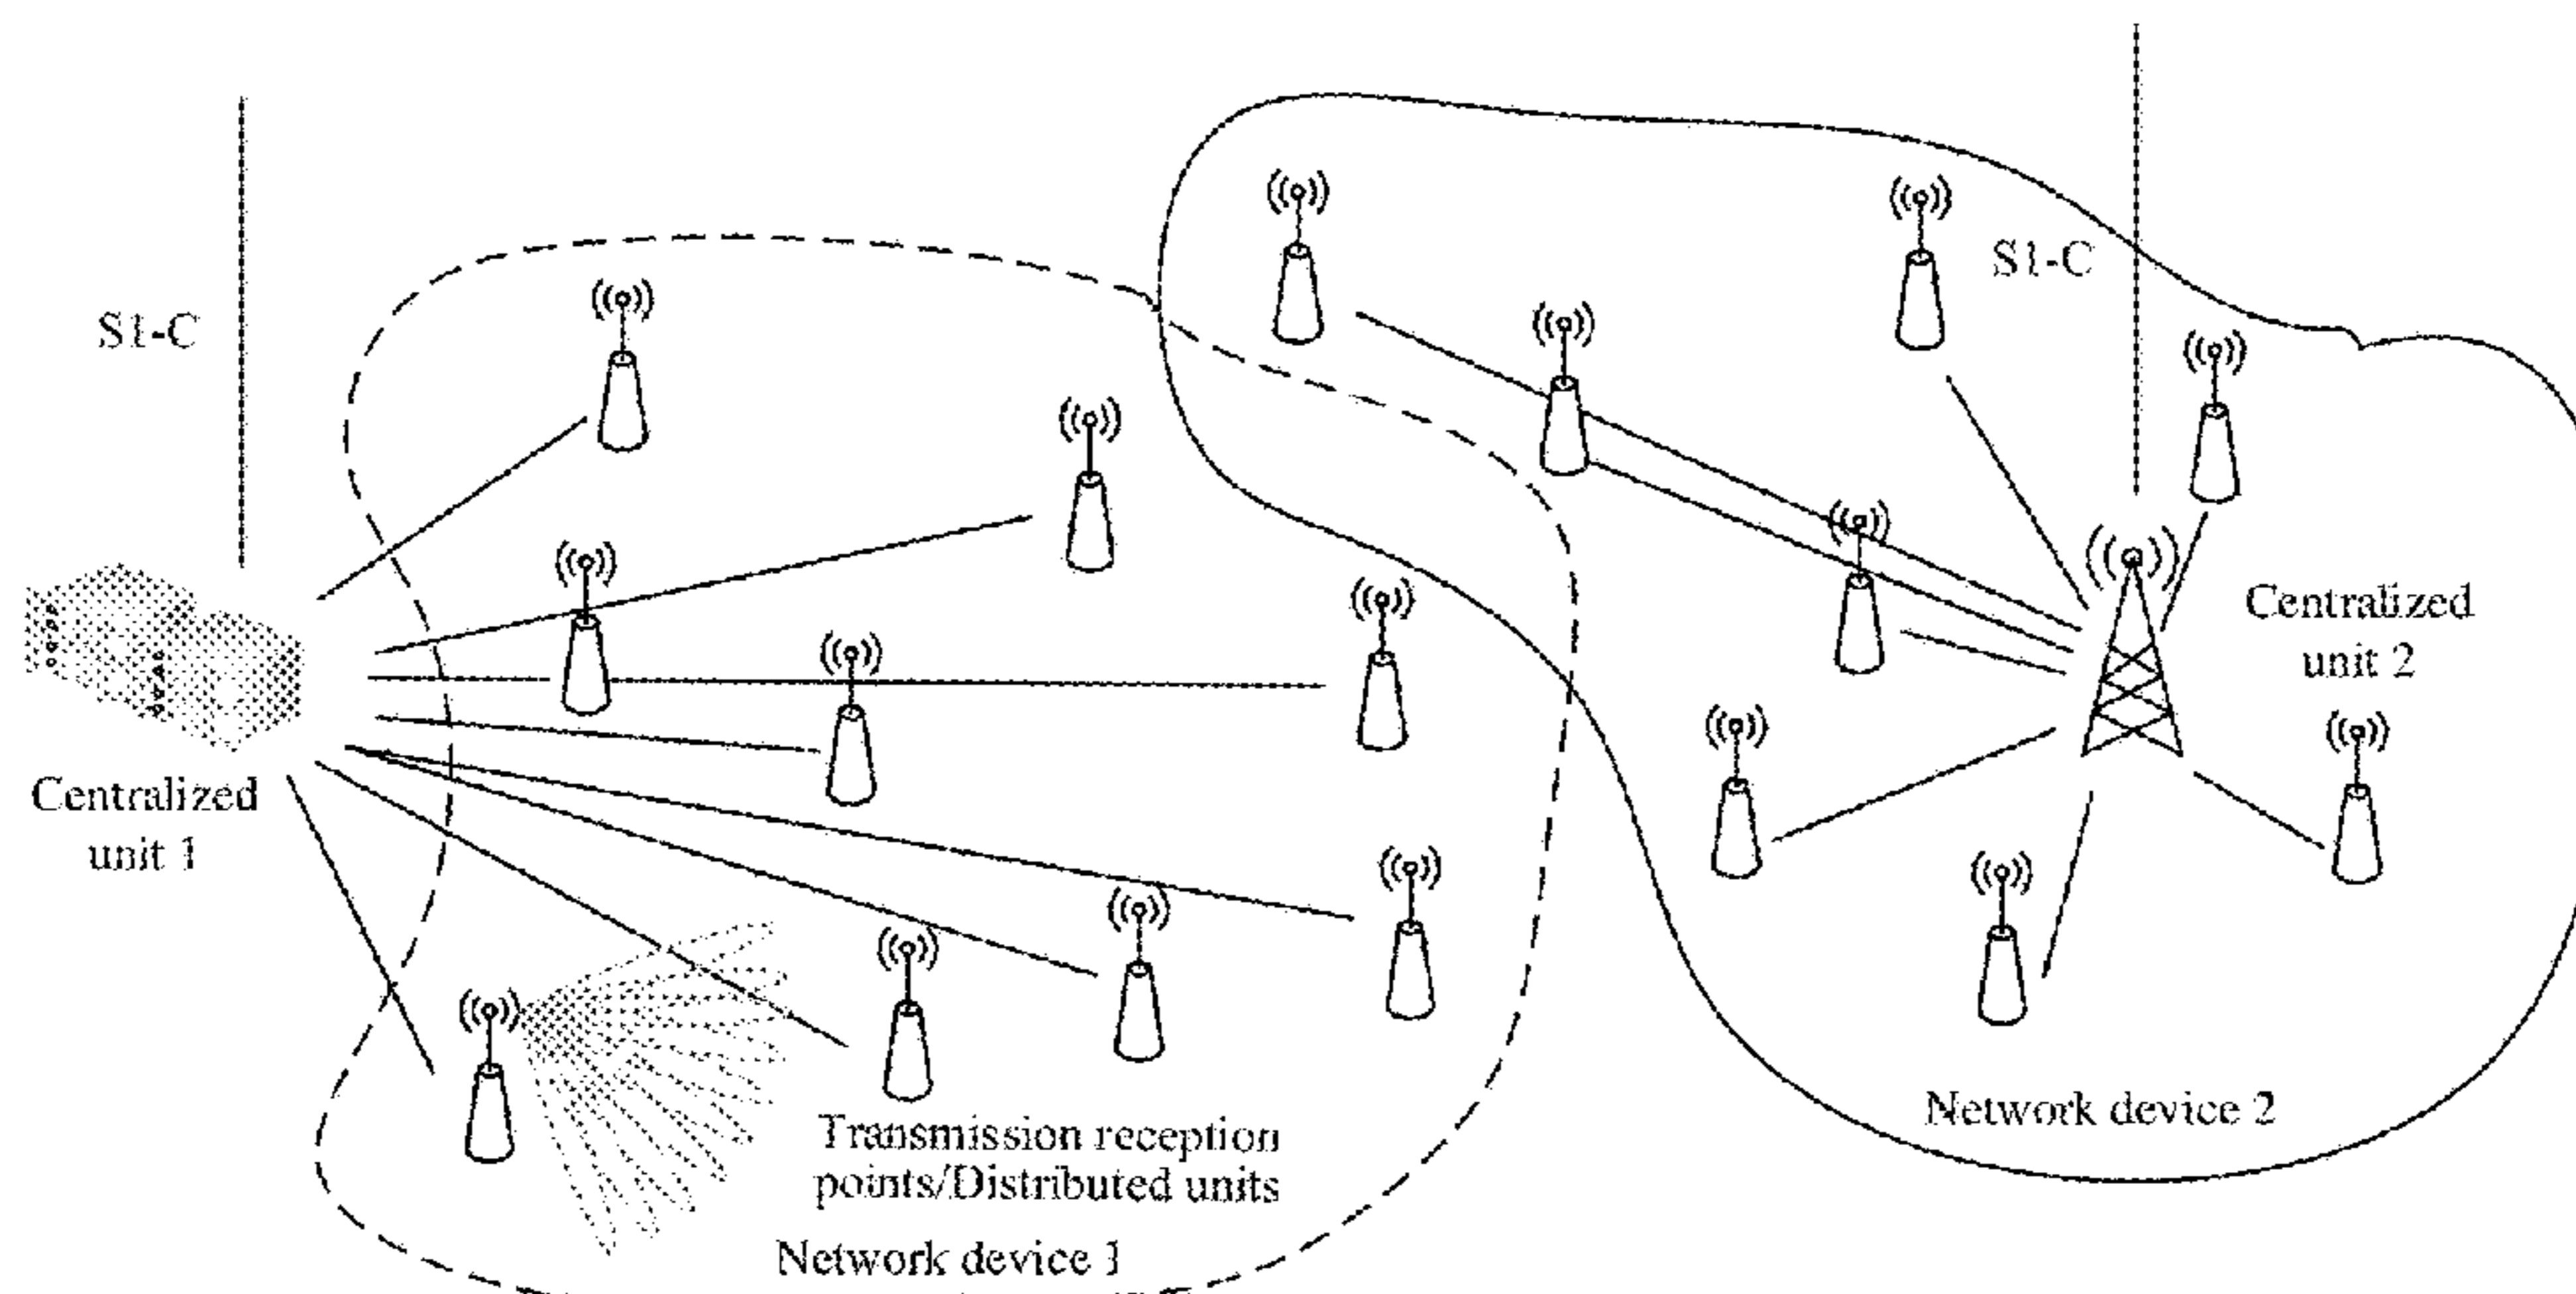 S1-C
S1-C
Centralized
unit 1
Centralized
unit 2
Transmission reception
points/Distributed units
Network device 1
Network device 2